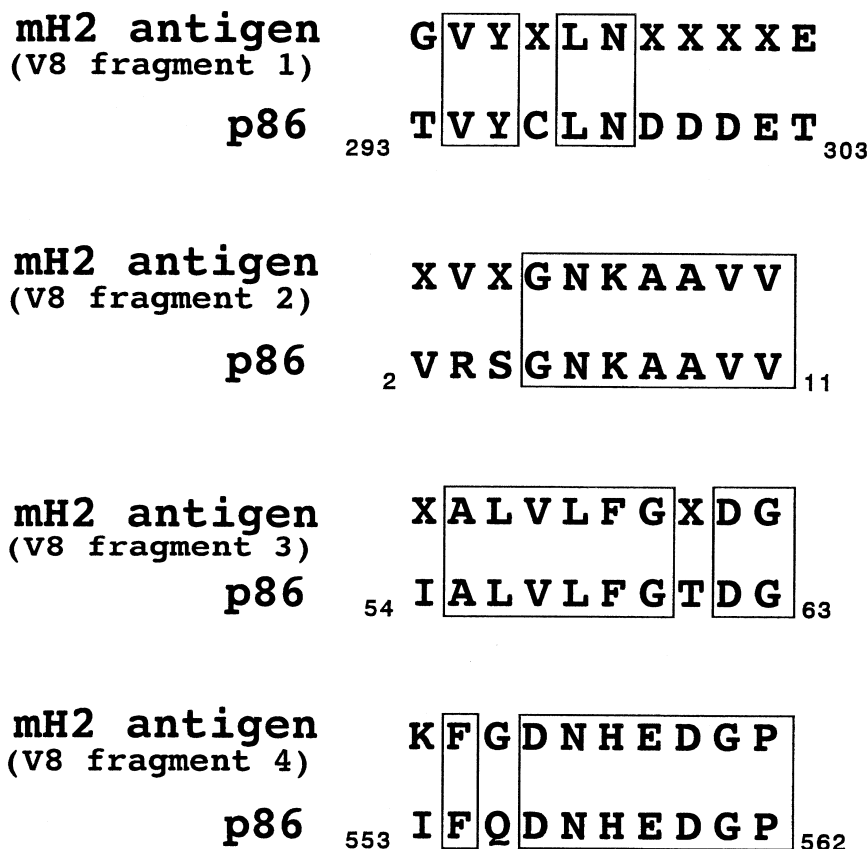 mH2 antigen G V Y X L N X X X X E
(V8 fragment 1)
p86 293 T V Y C L N D D D E T 303
mH2 antigen X V X G N K A A V V
(V8 fragment 2)
p86 2 V R S G N K A A V V 11
mH2 antigen X A L V L F G X D G
(V8 fragment 3)
p86 54 I A L V L F G T D G 63
mH2 antigen K F G D N H E D G P
(V8 fragment 4)
p86 553 I F Q D N H E D G P 562